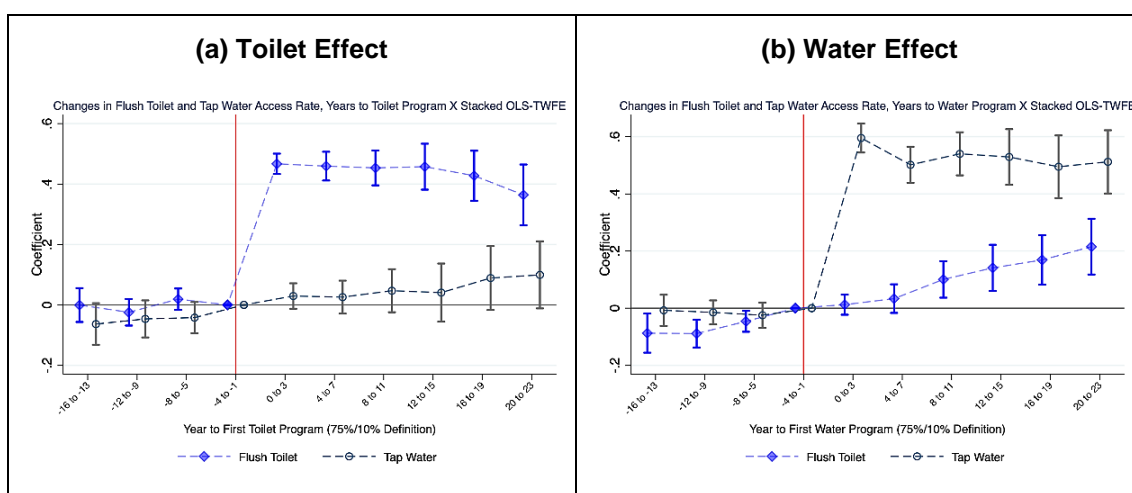 (a) Toilet Effect
Changes in Flush Toilet and Tap Water Access Rate, Years to Toilet Program X Stacked OLS-TWFE
Coefficient
.6
.4
.2
0
-.2
-16 to -13
-12 to -9
-8 to -5
-4 to -1
0 to 3
4 to 7
8 to 11
12 to 15
16 to 19
20 to 23
Year to First Toilet Program (75%/10% Definition)
Flush Toilet
Tap Water
(b) Water Effect
Changes in Flush Toilet and Tap Water Access Rate, Years to Water Program X Stacked OLS-TWFE
Coefficient
.6
.4
.2
0
-.2
-16 to -13
-12 to -9
-8 to -5
-4 to -1
0 to 3
4 to 7
8 to 11
12 to 15
16 to 19
20 to 23
Year to First Water Program (75%/10% Definition)
Flush Toilet
Tap Water